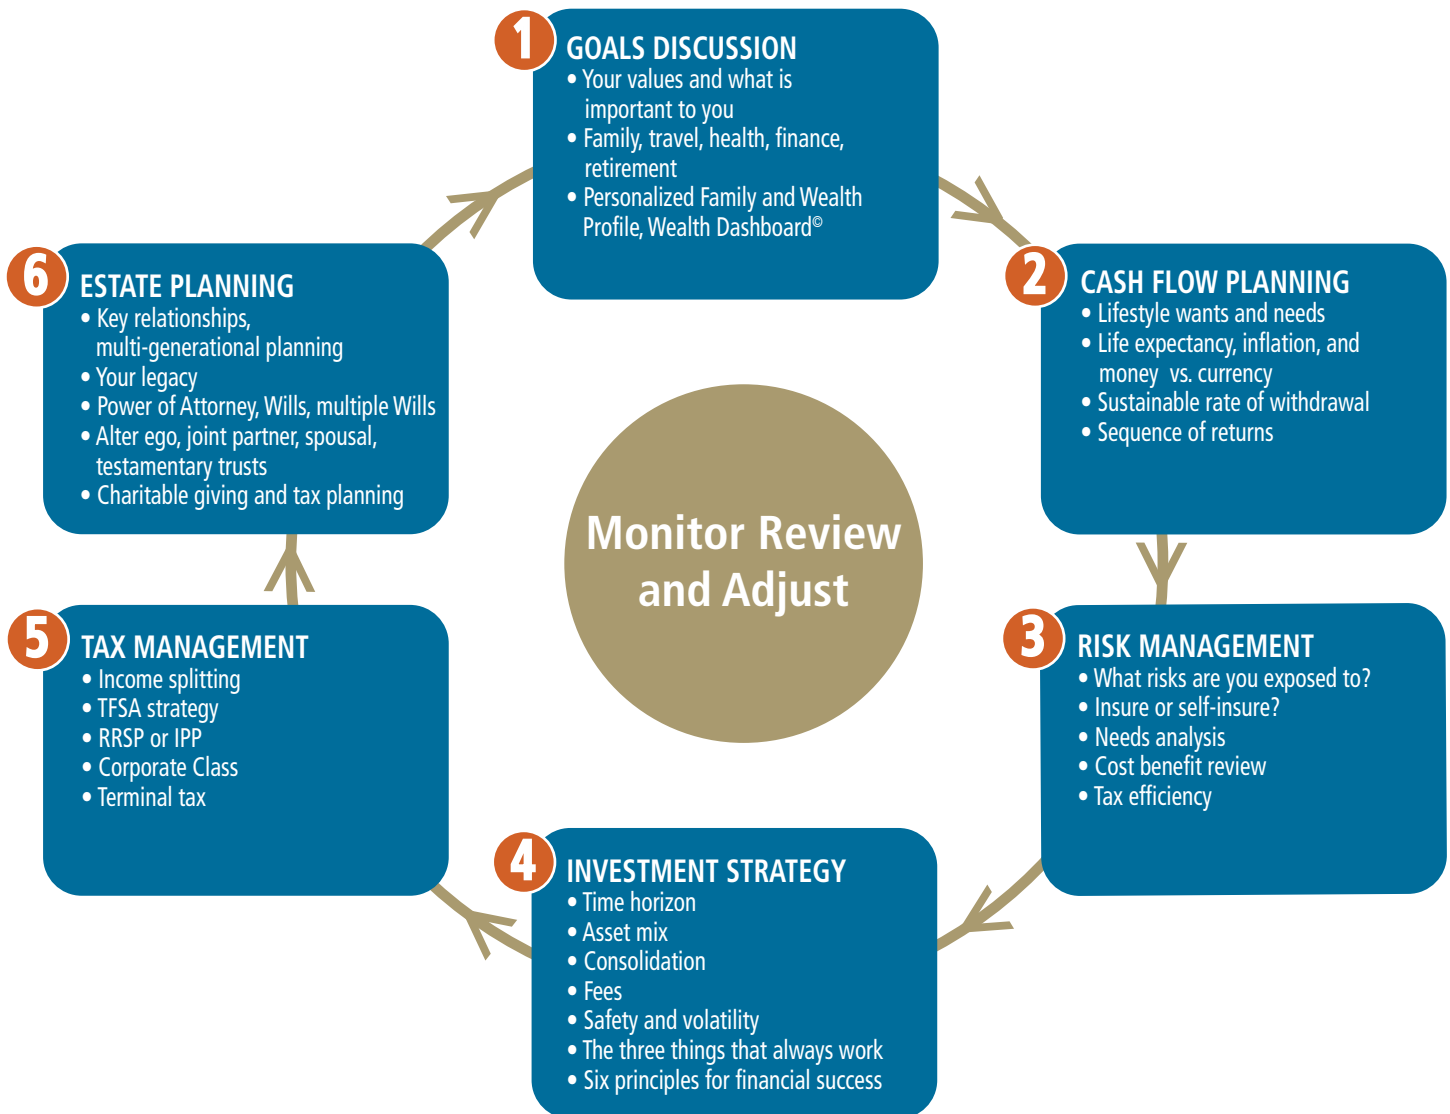 1
GOALS DISCUSSION
• Your values and what is
important to you
• Family, travel, health, finance,
retirement
• Personalized Family and Wealth
Profile, Wealth Dashboard©
2
CASH FLOW PLANNING
• Lifestyle wants and needs
• Life expectancy, inflation, and
money vs. currency
• Sustainable rate of withdrawal
• Sequence of returns
3
RISK MANAGEMENT
• What risks are you exposed to?
• Insure or self-insure?
• Needs analysis
• Cost benefit review
• Tax efficiency
4
INVESTMENT STRATEGY
• Time horizon
• Asset mix
• Consolidation
• Fees
• Safety and volatility
• The three things that always work
• Six principles for financial success
5
TAX MANAGEMENT
• Income splitting
• TFSA strategy
• RRSP or IPP
• Corporate Class
• Terminal tax
6
ESTATE PLANNING
• Key relationships,
multi-generational planning
• Your legacy
• Power of Attorney, Wills, multiple Wills
• Alter ego, joint partner, spousal,
testamentary trusts
• Charitable giving and tax planning
Monitor Review
and Adjust